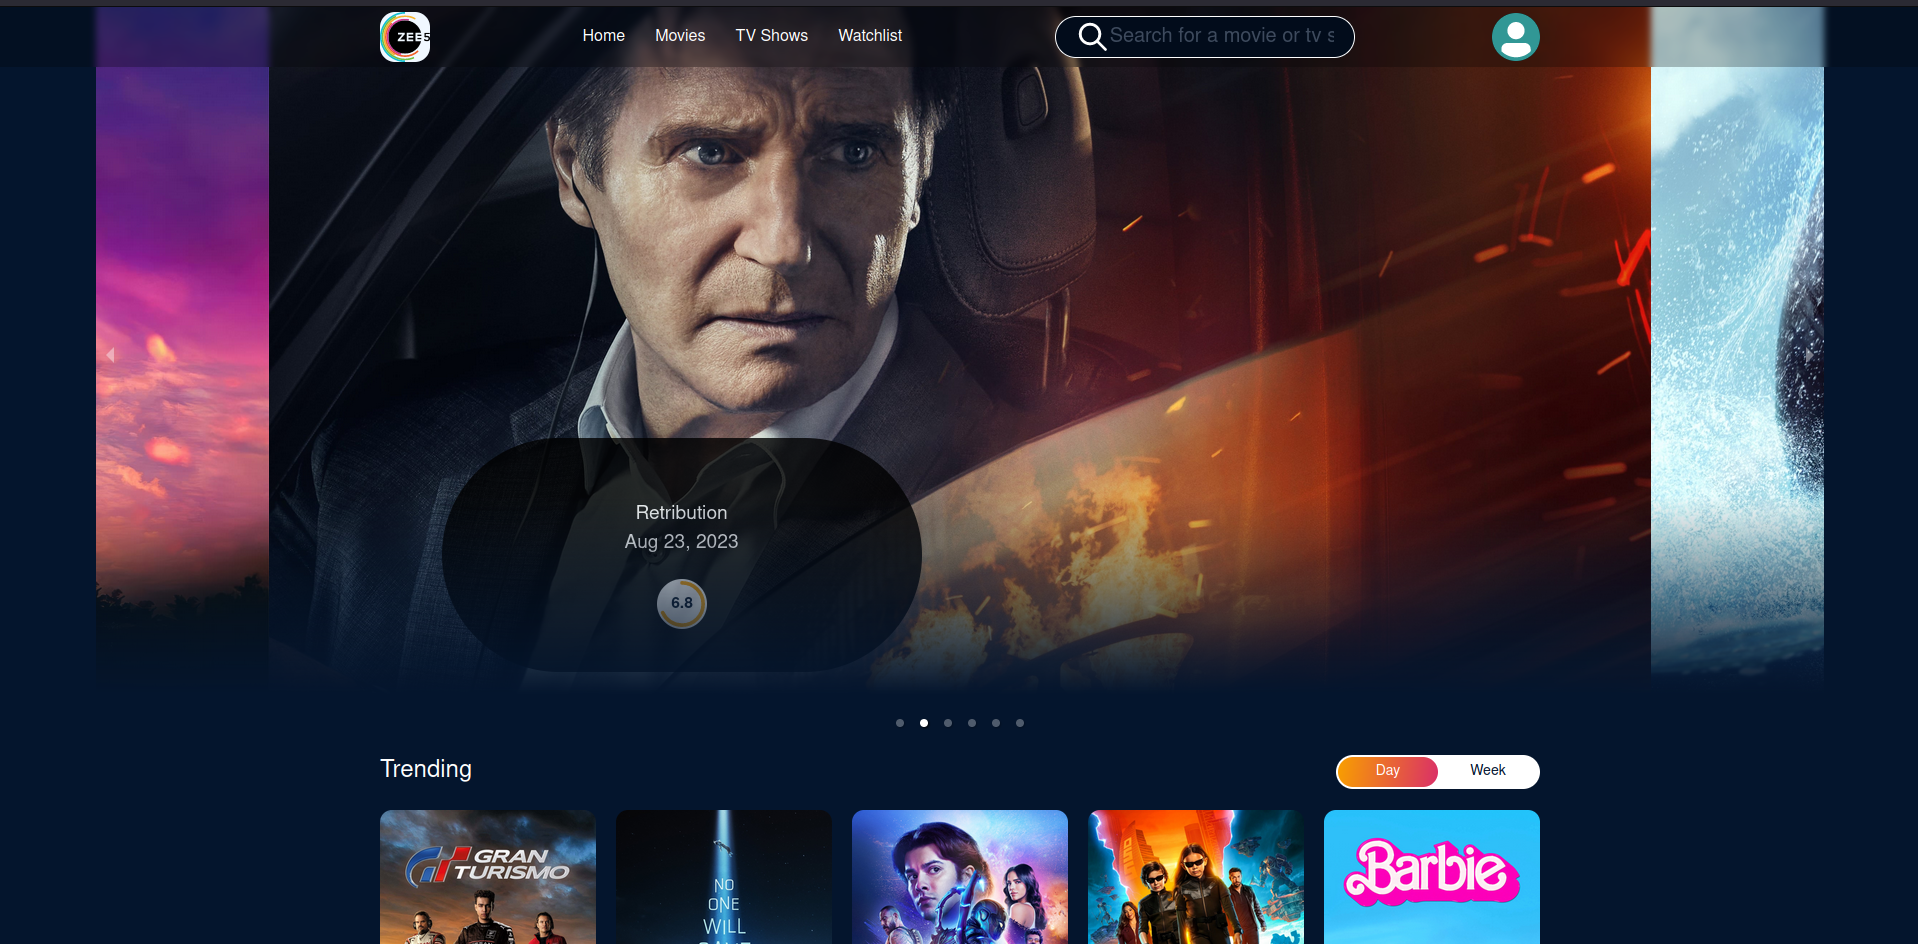 ZEE5
Home
Movies
TV Shows
Watchlist
Search for a movie or tv s
Retribution
Aug 23, 2023
6.8
Trending
Day
Week
GRAN
TURISMO
NO
ONE
WILL
Barbie